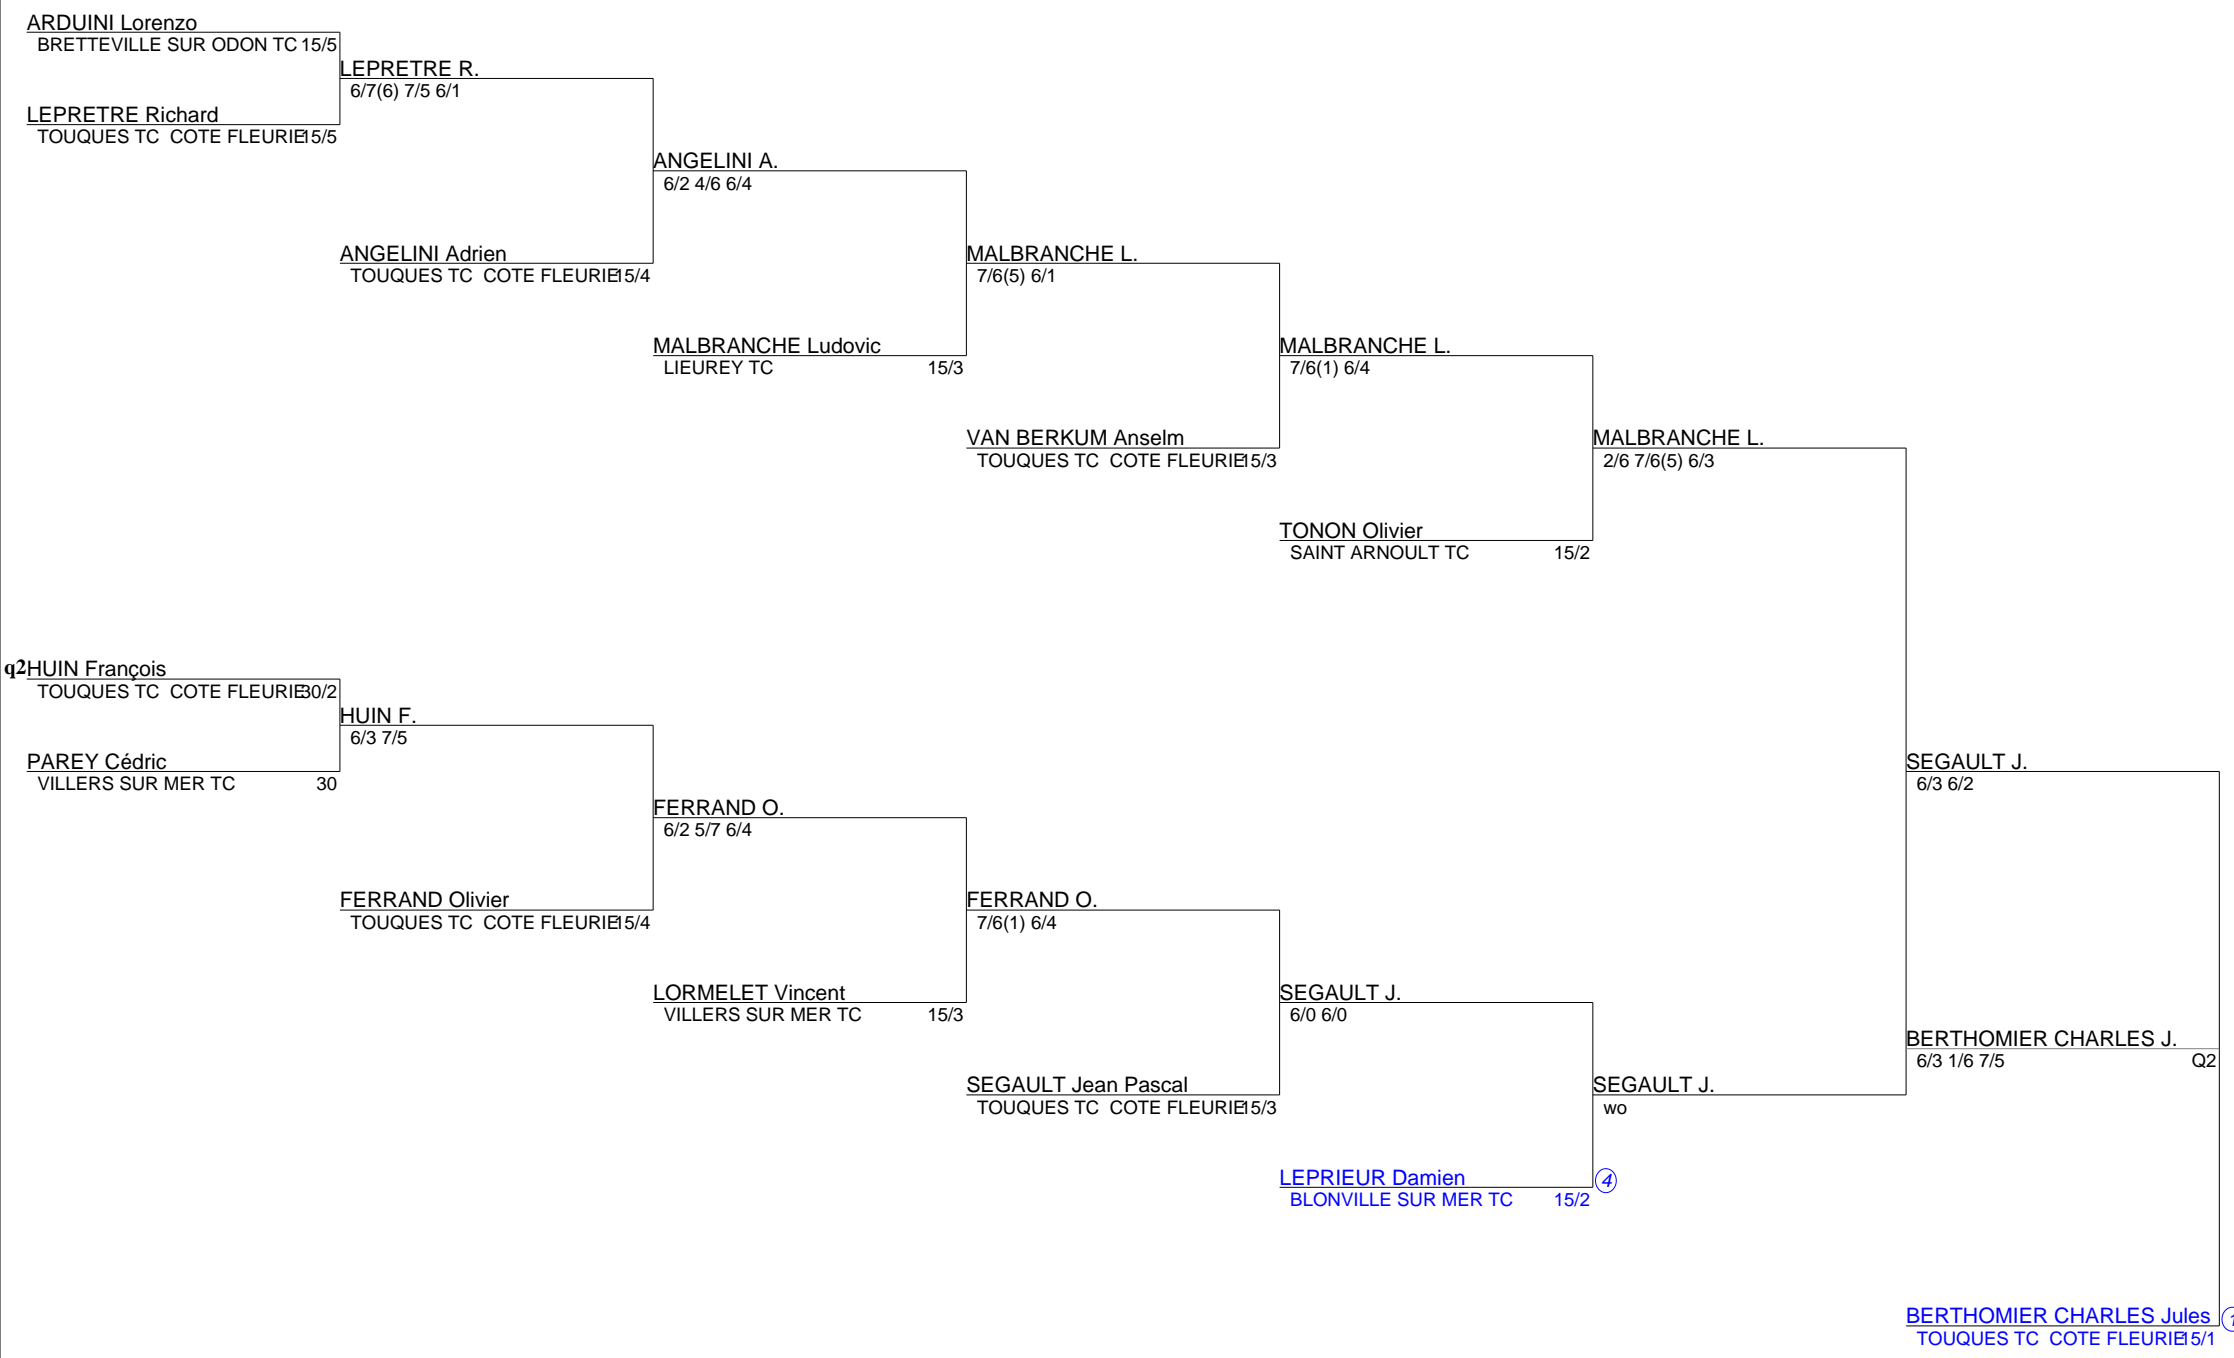 ARDUINI Lorenzo
BRETTEVILLE SUR ODON TC 15/5
LEPRETRE R.
6/7(6) 7/5 6/1
LEPRETRE Richard
TOUQUES TC COTE FLEURIE 15/5
ANGELINI A.
6/2 4/6 6/4
ANGELINI Adrien
TOUQUES TC COTE FLEURIE 15/4
MALBRANCHE L.
7/6(5) 6/1
MALBRANCHE Ludovic
LIEUREY TC 15/3
MALBRANCHE L.
7/6(1) 6/4
VAN BERKUM Anselm
TOUQUES TC COTE FLEURIE 15/3
MALBRANCHE L.
2/6 7/6(5) 6/3
TONON Olivier
SAINT ARNOULT TC 15/2
q2 HUIN François
TOUQUES TC COTE FLEURIE 30/2
HUIN F.
6/3 7/5
PAREY Cédric
VILLERS SUR MER TC 30
SEGAULT J.
6/3 6/2
FERRAND O.
6/2 5/7 6/4
FERRAND Olivier
TOUQUES TC COTE FLEURIE 15/4
FERRAND O.
7/6(1) 6/4
LORMELET Vincent
VILLERS SUR MER TC 15/3
SEGAULT J.
6/0 6/0
BERTHOMIER CHARLES J.
6/3 1/6 7/5 Q2
SEGAULT Jean Pascal
TOUQUES TC COTE FLEURIE 15/3
SEGAULT J.
wo
LEPRIEUR Damien 4
BLONVILLE SUR MER TC 15/2
BERTHOMIER CHARLES Jules 1
TOUQUES TC COTE FLEURIE 15/1